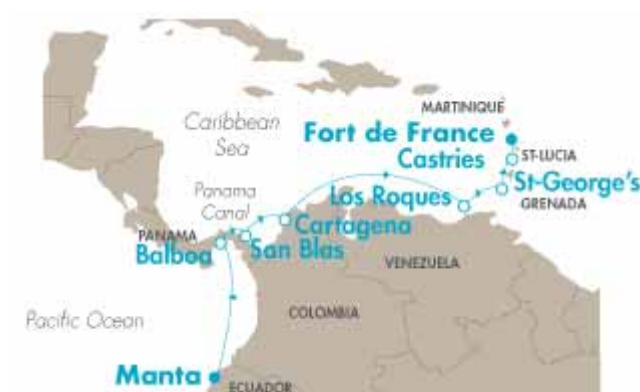 MARTINIQUE
Caribbean
Sea
Fort de France
Castries
ST-LUCIA
Panama
Canal
Los Roques
St-George's
GRENADA
Cartagena
PANAMA
Balboa
San Blas
VENEZUELA
COLOMBIA
Pacific Ocean
Manta
ECUADOR